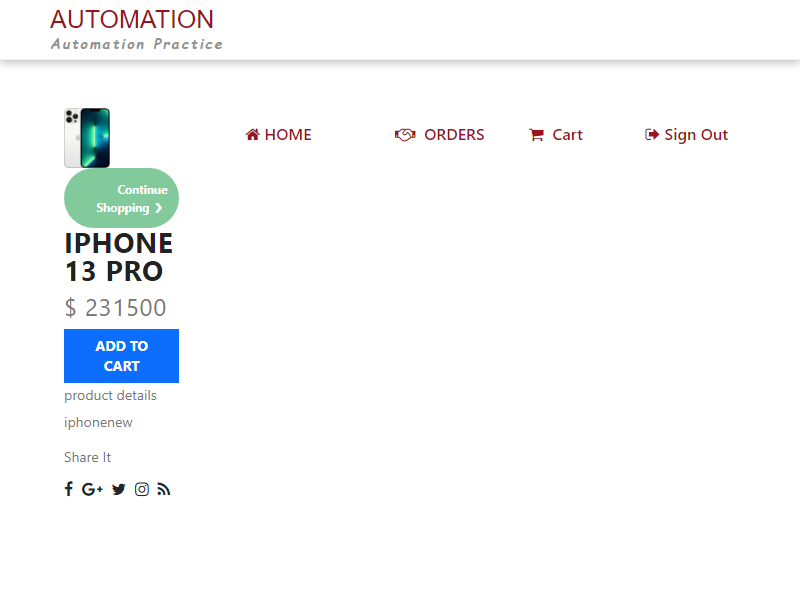 AUTOMATION
Automation Practice
HOME
ORDERS
Cart
Sign Out
Continue
Shopping ❯
IPHONE
13 PRO
$ 231500
ADD TO
CART
product details
iphonenew
Share It